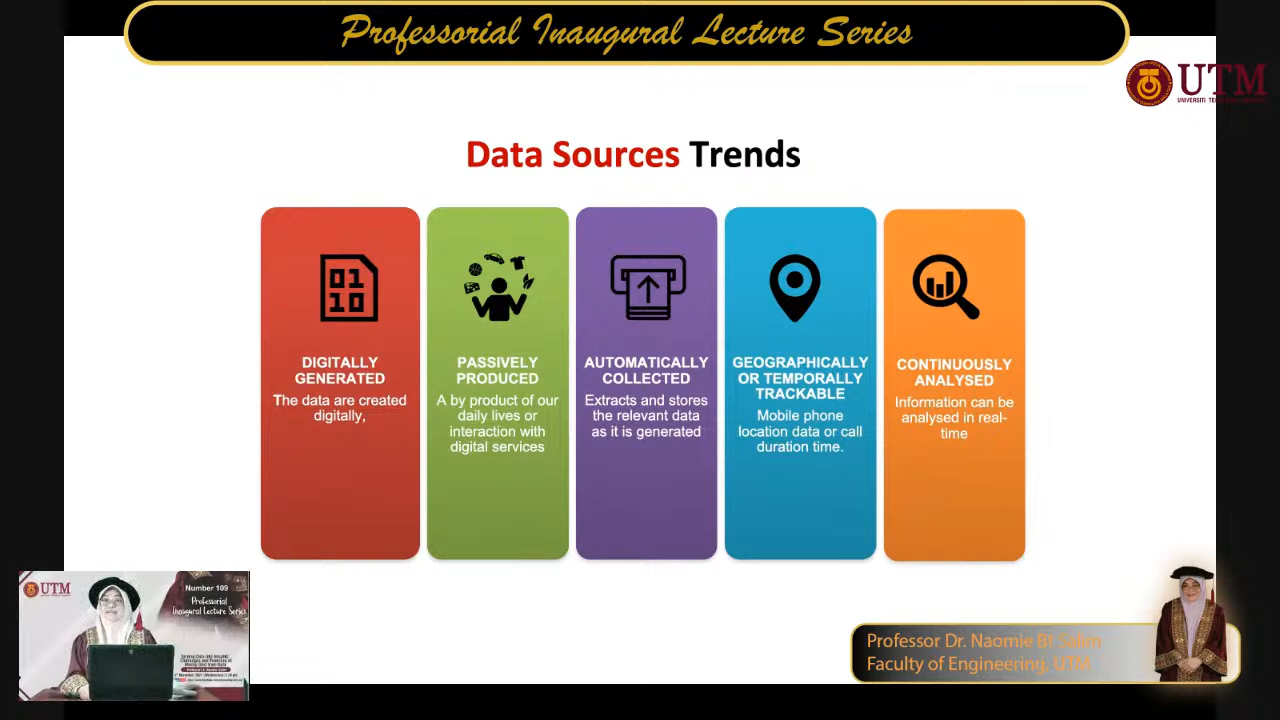 Professorial Inaugural Lecture Series
UTM
UNIVERSITI
Data Sources Trends
01
10
DIGITALLY
GENERATED
The data are created
digitally,
PASSIVELY
PRODUCED
A by product of our
daily lives or
interaction with
digital services
AUTOMATICALLY
COLLECTED
Extracts and stores
the relevant data
as it is generated
GEOGRAPHICALLY
OR TEMPORALLY
TRACKABLE
Mobile phone
location data or call
duration time.
CONTINUOUSLY
ANALYSED
Information can be
analysed in real-
time
UTM
Number 109
Professorial
Inaugural Lecture Series
Professor Dr. Naomie Bt Salim
Faculty of Engineering, UTM